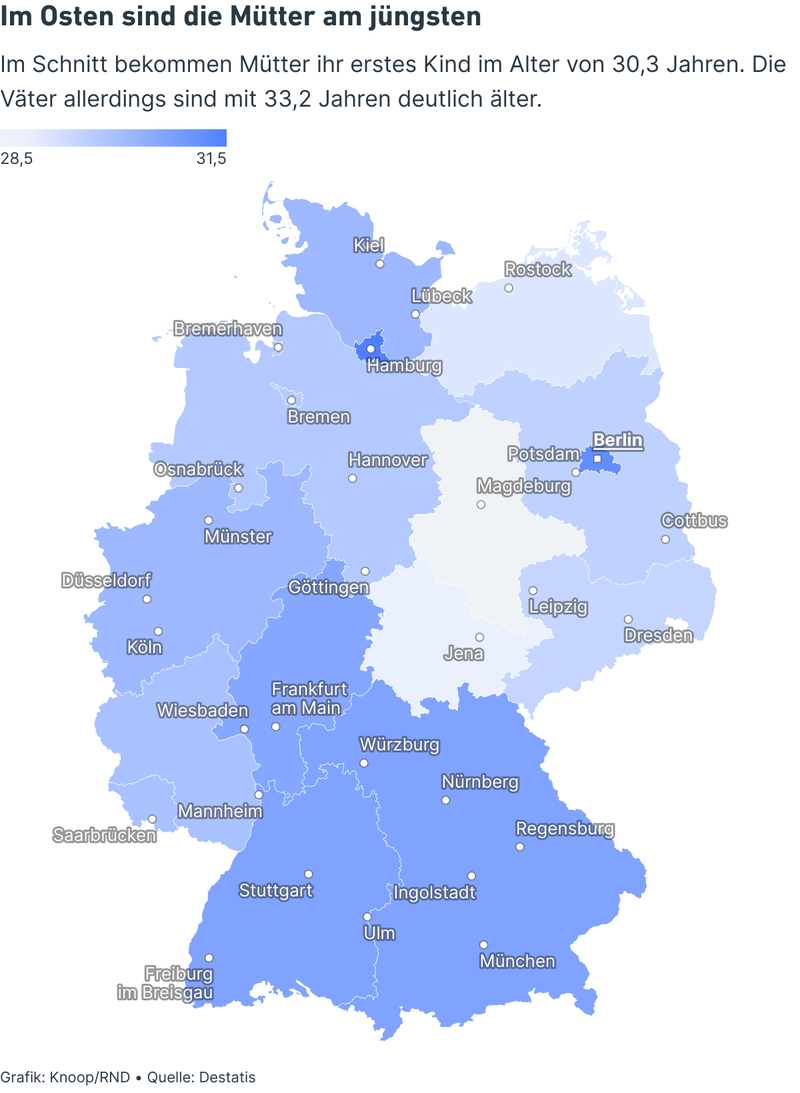 Im Osten sind die Mütter am jüngsten
Im Schnitt bekommen Mütter ihr erstes Kind im Alter von 30,3 Jahren. Die
Väter allerdings sind mit 33,2 Jahren deutlich älter.
28,5
31,5
Kiel
Rostock
Lübeck
Bremerhaven
Hamburg
Bremen
Berlin
Potsdam
Hannover
Osnabrück
Magdeburg
Cottbus
Münster
Düsseldorf
Göttingen
Leipzig
Dresden
Köln
Jena
Frankfurt
am Main
Wiesbaden
Würzburg
Nürnberg
Mannheim
Regensburg
Saarbrücken
Stuttgart
Ingolstadt
Ulm
München
Freiburg
im Breisgau
Grafik: Knoop/RND • Quelle: Destatis